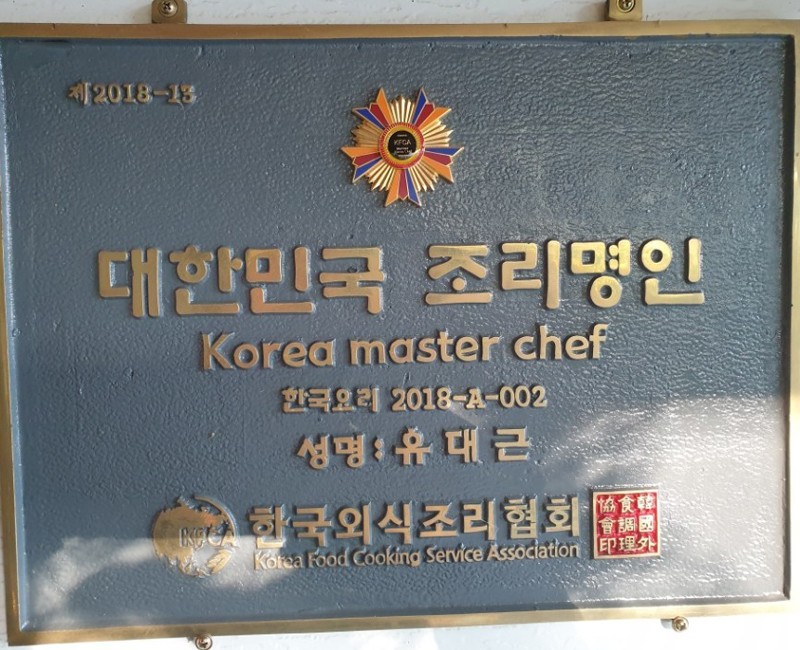 제2018-13
KFCA
대한민국 조리명인
Korea master chef
한국요리 2018-A-002
성명:유대근
KFCA
한국외식조리협회
Korea Food Cooking Service Association
韓國外
食調理
協會印